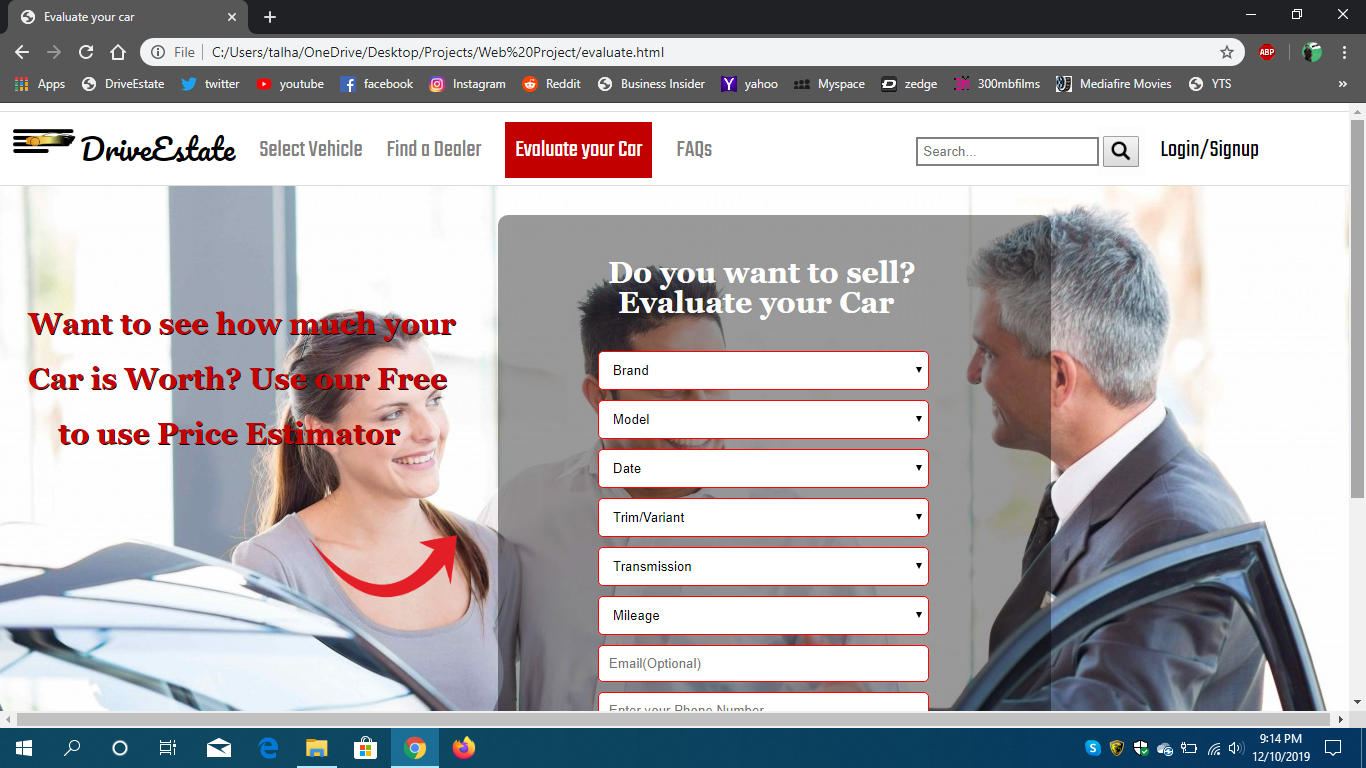 Evaluate your car
File
C:/Users/talha/OneDrive/Desktop/Projects/Web%20Project/evaluate.html
ABP
Apps
DriveEstate
twitter
youtube
facebook
Instagram
Reddit
Business Insider
yahoo
Myspace
zedge
300mbfilms
Mediafire Movies
YTS
»
DriveEstate
Select Vehicle
Find a Dealer
Evaluate your Car
FAQs
Search...
Login/Signup
Want to see how much your
Car is Worth? Use our Free
to use Price Estimator
Do you want to sell?
Evaluate your Car
Brand
Model
Date
Trim/Variant
Transmission
Mileage
Email(Optional)
Enter your Phone Number
9:14 PM
12/10/2019